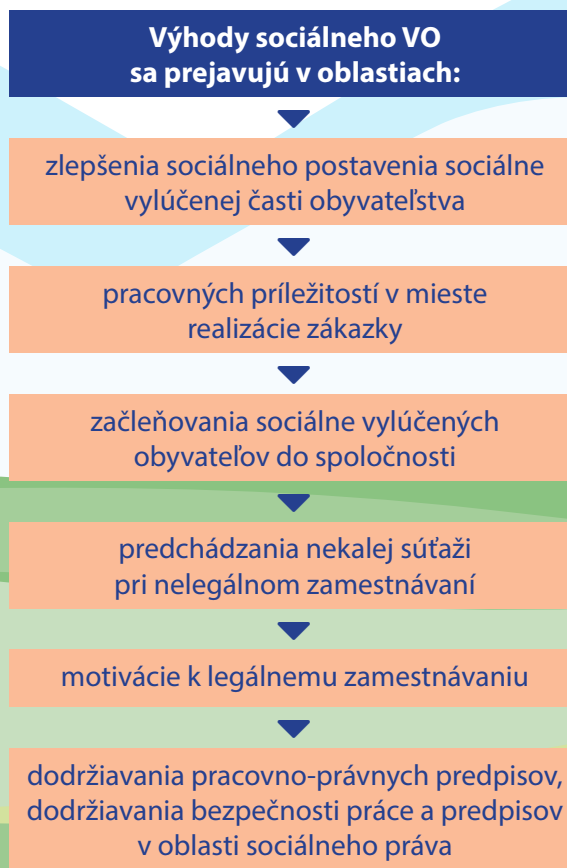 Výhody sociálneho VO
sa prejavujú v oblastiach:
zlepšenia sociálneho postavenia sociálne
vylúčenej časti obyvateľstva
pracovných príležitostí v mieste
realizácie zákazky
začleňovania sociálne vylúčených
obyvateľov do spoločnosti
predchádzania nekalej súťaži
pri nelegálnom zamestnávaní
motivácie k legálnemu zamestnávaniu
dodržiavania pracovno-právnych predpisov,
dodržiavania bezpečnosti práce a predpisov
v oblasti sociálneho práva